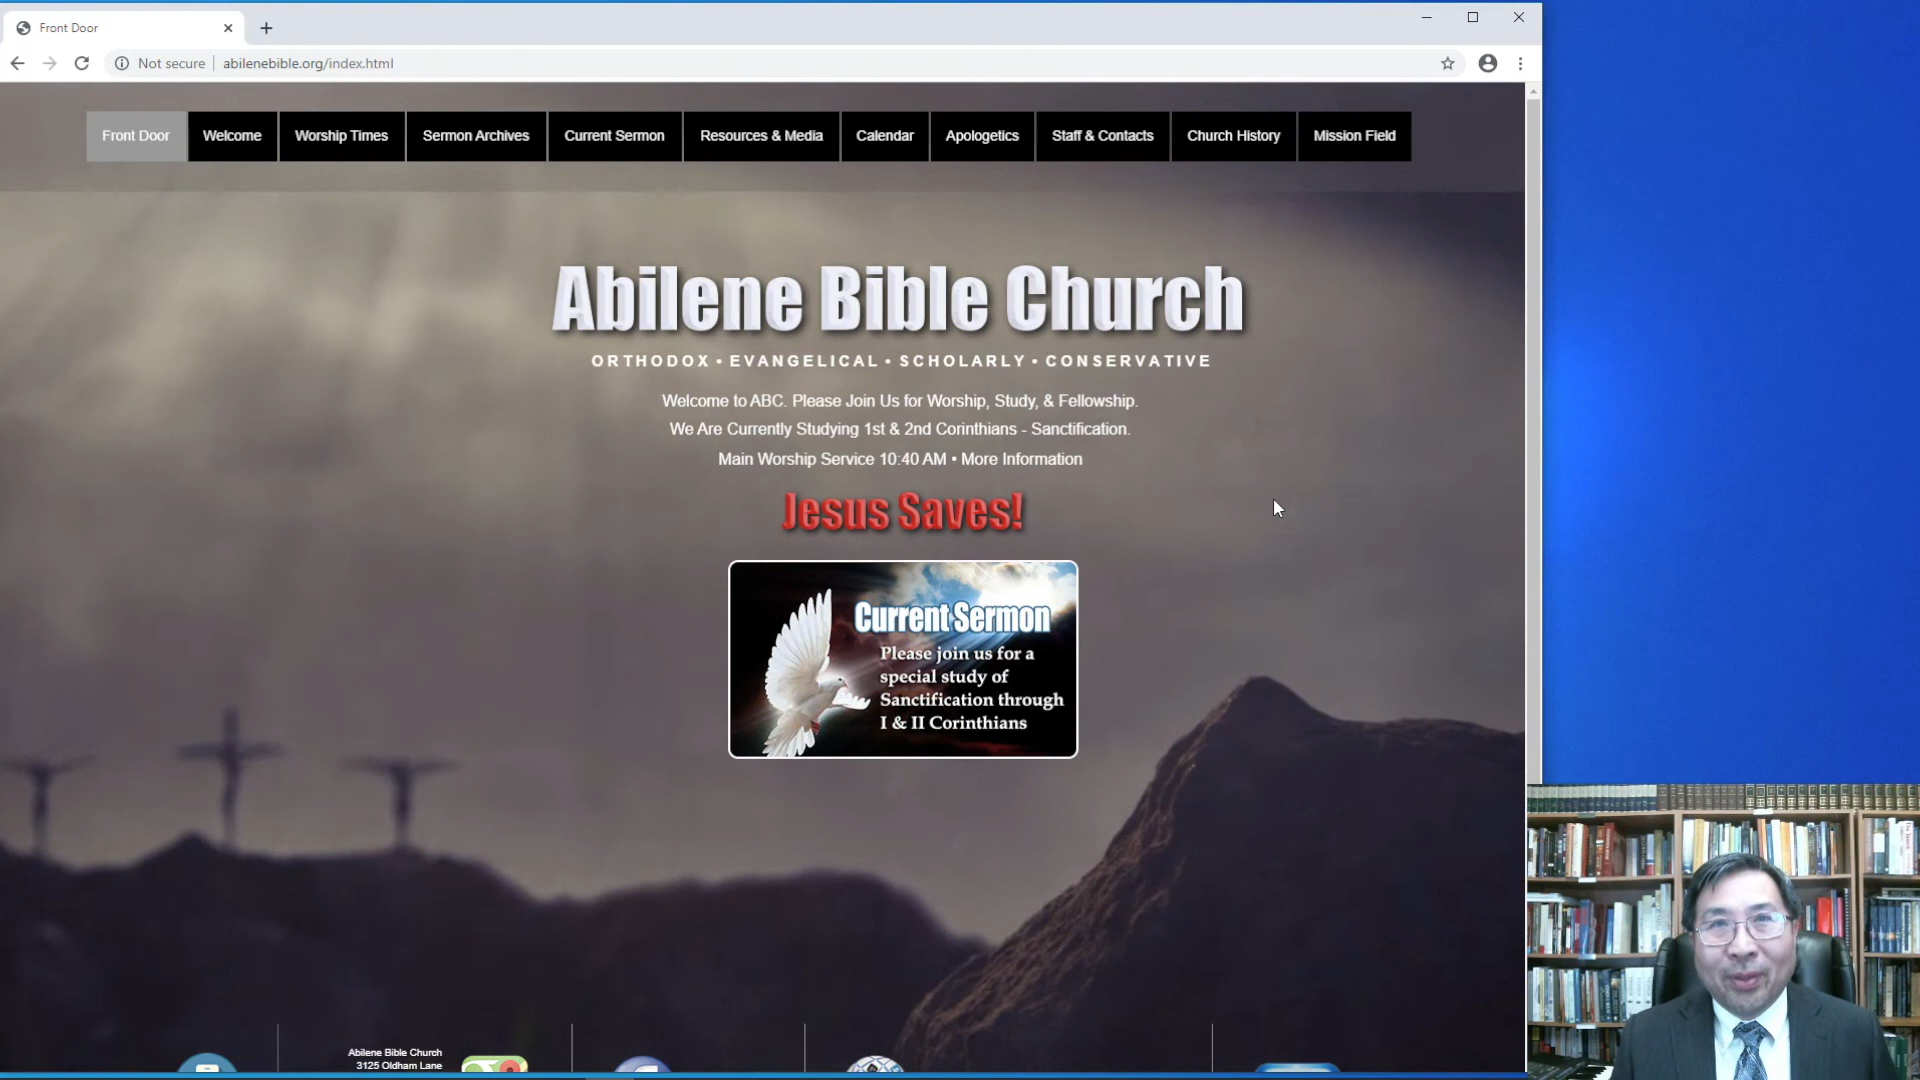 Front Door
Not secure
abilenebible.org/index.html
Front Door
Welcome
Worship Times
Sermon Archives
Current Sermon
Resources & Media
Calendar
Apologetics
Staff & Contacts
Church History
Mission Field
Abilene Bible Church
ORTHODOX • EVANGELICAL • SCHOLARLY • CONSERVATIVE
Welcome to ABC. Please Join Us for Worship, Study, & Fellowship.
We Are Currently Studying 1st & 2nd Corinthians - Sanctification.
Main Worship Service 10:40 AM • More Information
Jesus Saves!
Current Sermon
Please join us for a
special study of
Sanctification through
I & II Corinthians
Abilene Bible Church
3125 Oldham Lane